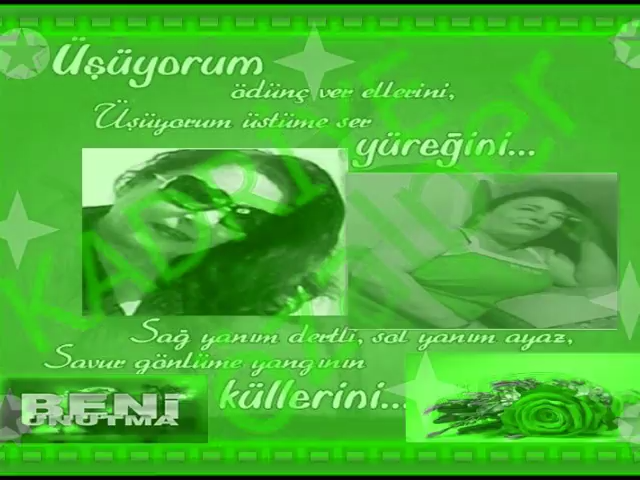 Üşüyorum
ödünç ver ellerini,
Üşüyorum üstüme ser
yüreğini...
Sağ yanım dertli, sol yanım ayaz,
Savur gönlüme yangının
küllerini...
BENİ
UNUTMA